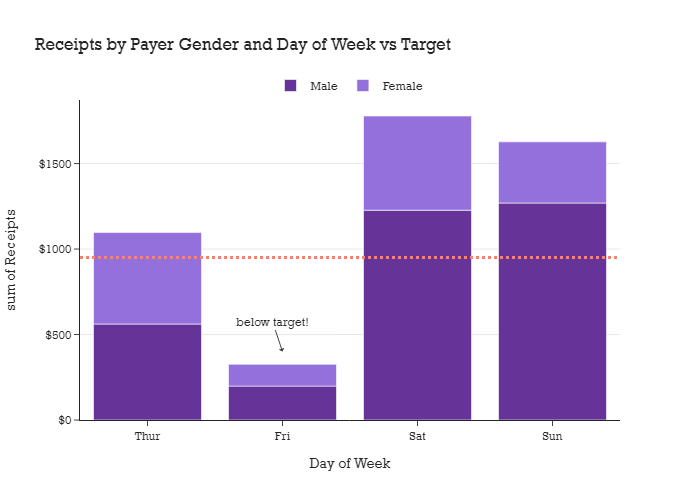 Receipts by Payer Gender and Day of Week vs Target
Male Female
$1500
$1000
$500
$0
sum of Receipts
below target!
Thur Fri Sat Sun
Day of Week